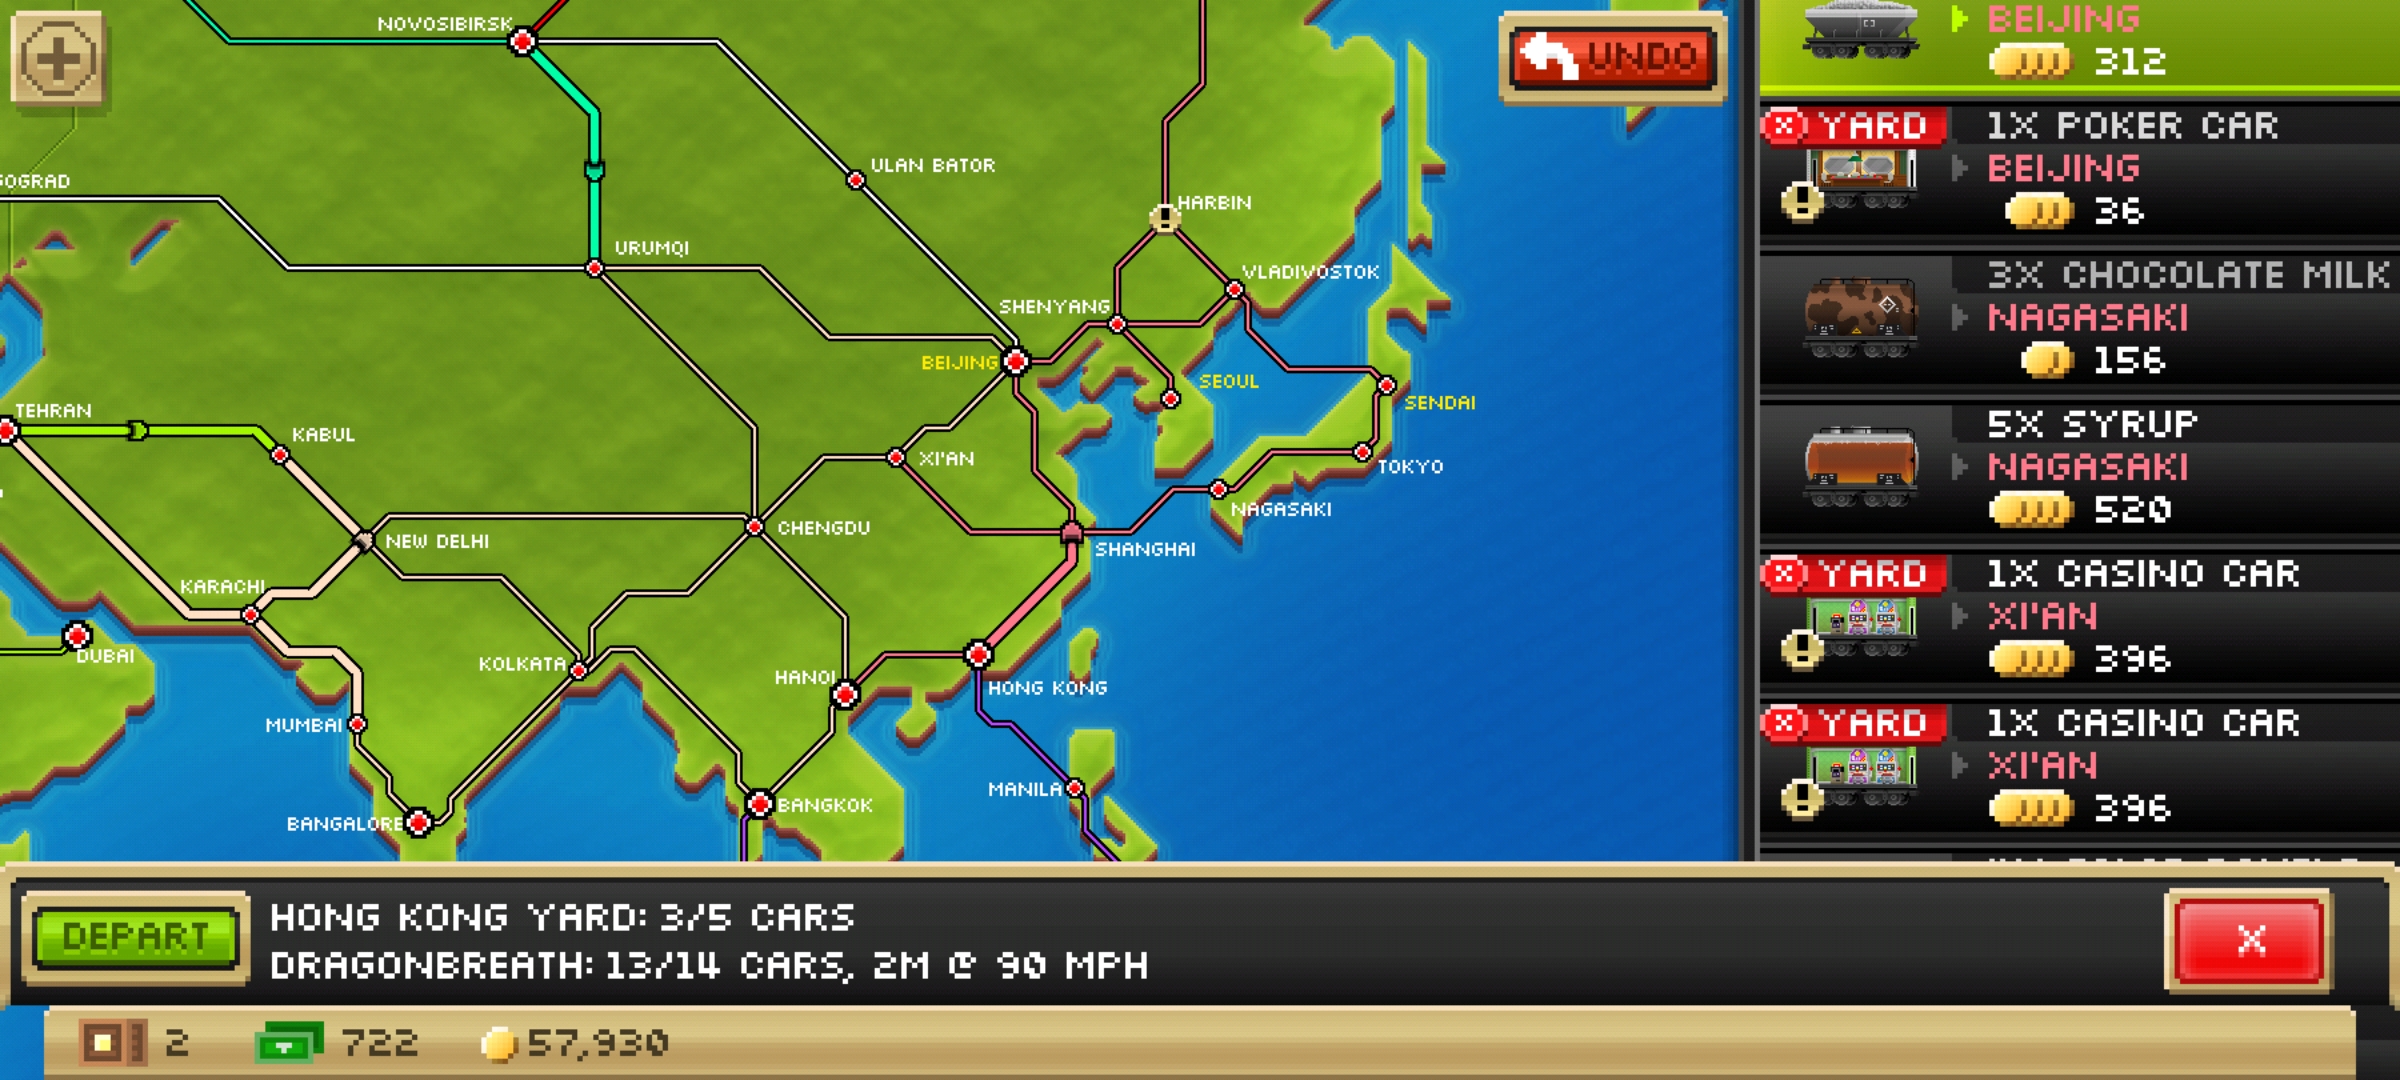 NOVOSIBIRSK
UNDO
ULAN BATOR
HARBIN
URUMQI
VLADIVOSTOK
SHENYANG
BEIJING
SEOUL
SENDAI
TEHRAN
KABUL
XI'AN
TOKYO
NAGASAKI
CHENGDU
NEW DELHI
SHANGHAI
KARACHI
DUBAI
KOLKATA
HANOI
HONG KONG
MUMBAI
MANILA
BANGALORE
BANGKOK
BEIJING
312
YARD
1X POKER CAR
BEIJING
36
3X CHOCOLATE MILK
NAGASAKI
156
5X SYRUP
NAGASAKI
520
YARD
1X CASINO CAR
XI'AN
396
YARD
1X CASINO CAR
XI'AN
396
DEPART
HONG KONG YARD: 3/5 CARS
DRAGONBREATH: 13/14 CARS, 2M @ 90 MPH
X
2
722
57,930